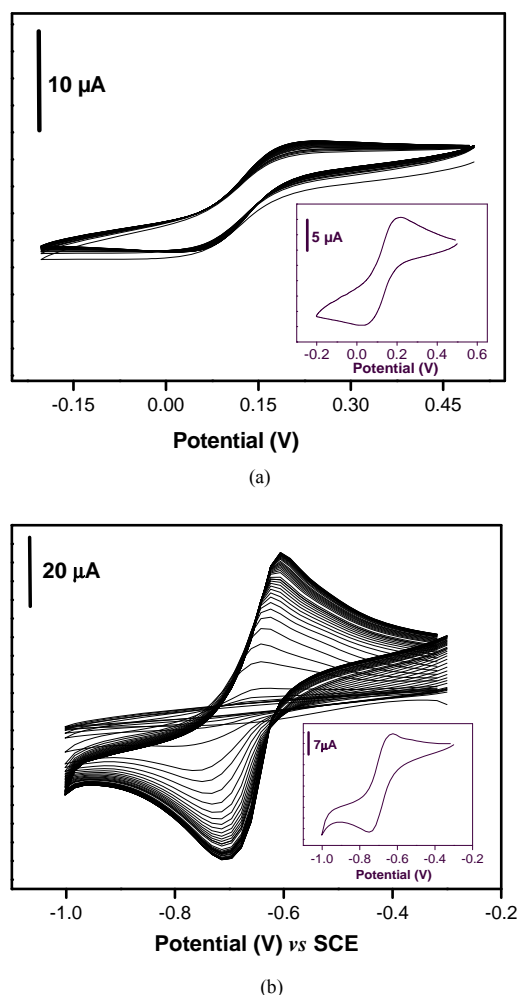 10 µA
5 µA
-0.2 0.0 0.2 0.4 0.6
Potential (V)
-0.15 0.00 0.15 0.30 0.45
Potential (V)
(a)
20 µA
7µA
-1.0 -0.8 -0.6 -0.4 -0.2
Potential (V)
-1.0 -0.8 -0.6 -0.4 -0.2
Potential (V) vs SCE
(b)